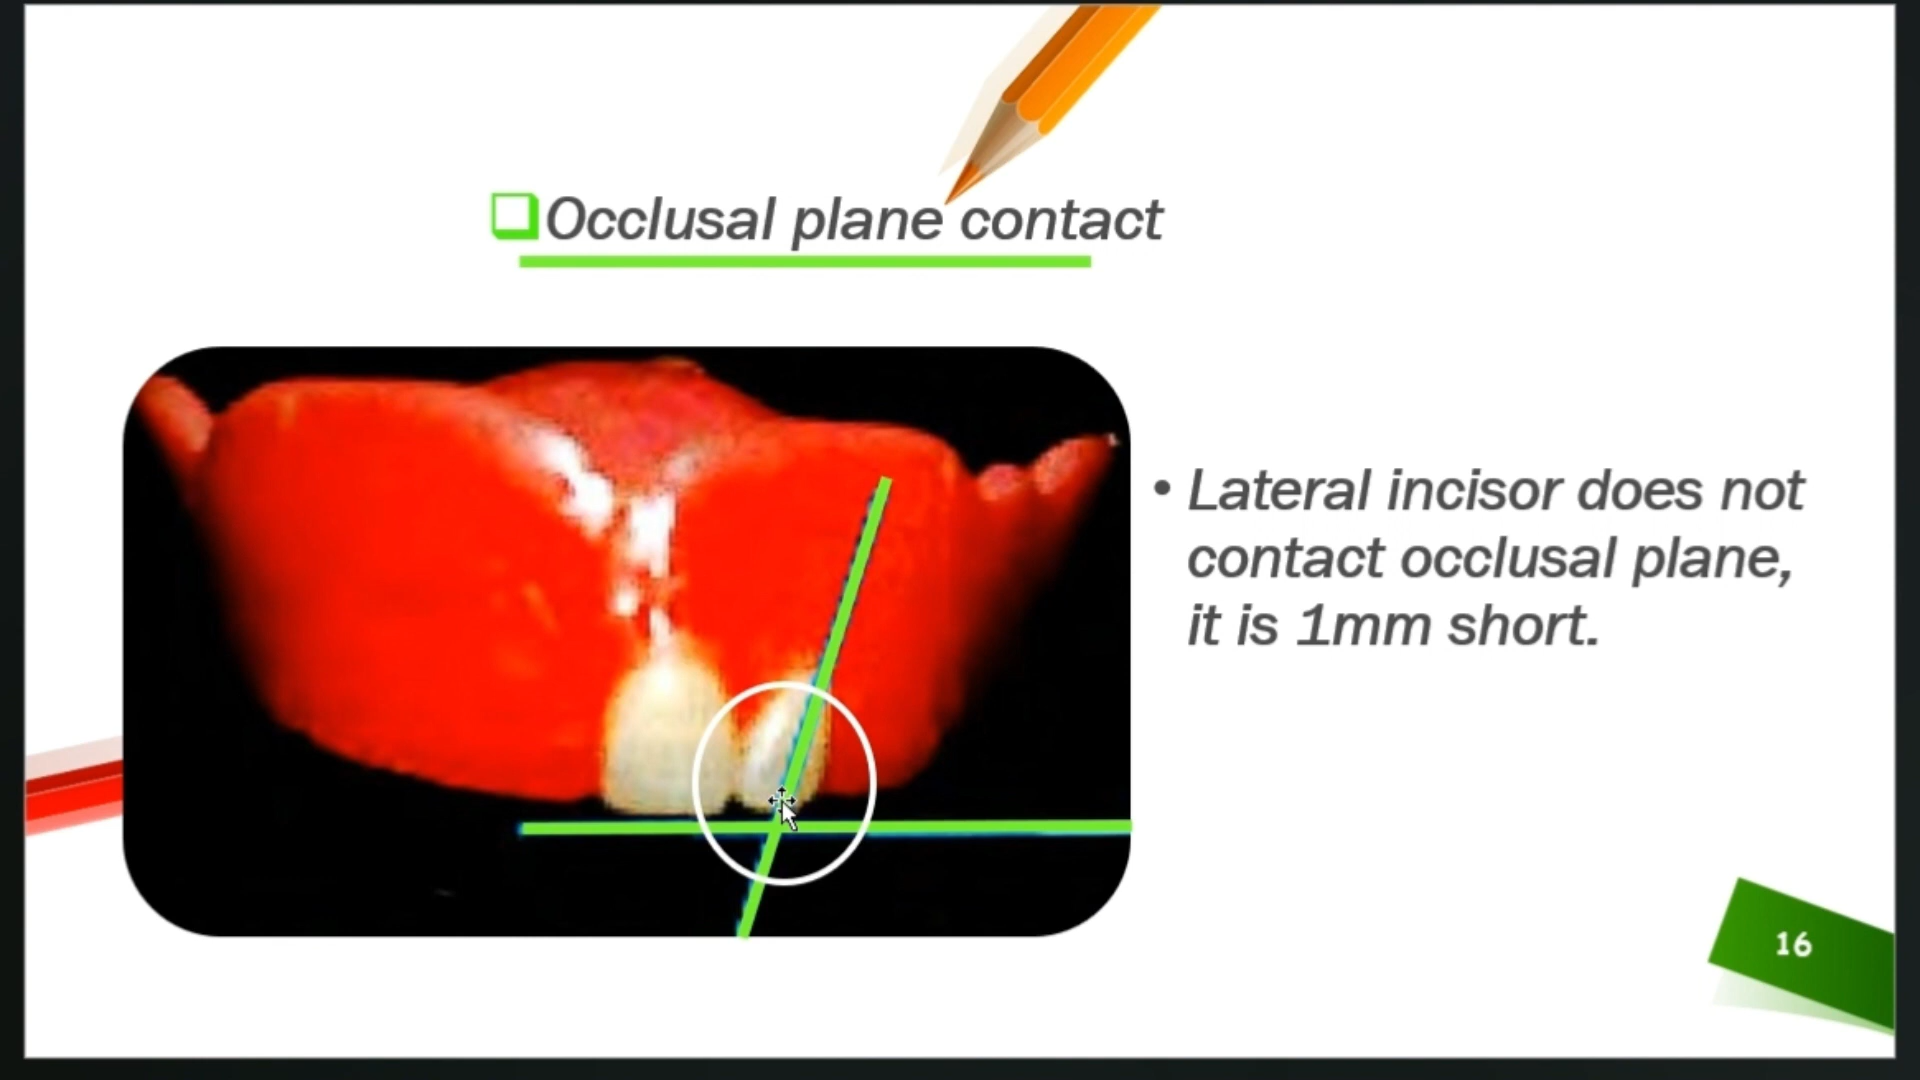 Occlusal plane contact
• Lateral incisor does not
contact occlusal plane,
it is 1mm short.
16